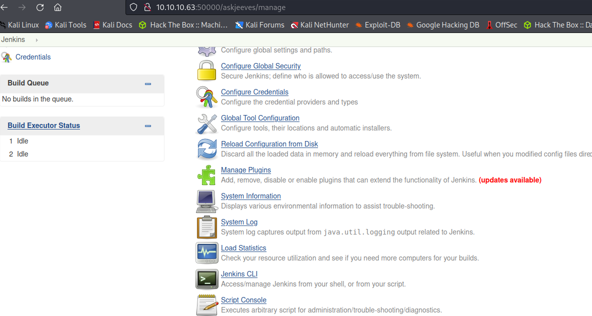 10.10.10.63:50000/askjeeves/manage
Kali Linux Kali Tools Kali Docs Hack The Box :: Machi… Kali Forums Kali NetHunter Exploit-DB Google Hacking DB OffSec Hack The Box :: Da
Jenkins
Credentials
Build Queue
No builds in the queue.
Build Executor Status
1 Idle
2 Idle
Configure global settings and paths.
Configure Global Security
Secure Jenkins; define who is allowed to access/use the system.
Configure Credentials
Configure the credential providers and types
Global Tool Configuration
Configure tools, their locations and automatic installers.
Reload Configuration from Disk
Discard all the loaded data in memory and reload everything from file system. Useful when you modified config files dire
Manage Plugins
Add, remove, disable or enable plugins that can extend the functionality of Jenkins. (updates available)
System Information
Displays various environmental information to assist trouble-shooting.
System Log
System log captures output from java.util.logging output related to Jenkins.
Load Statistics
Check your resource utilization and see if you need more computers for your builds.
Jenkins CLI
Access/manage Jenkins from your shell, or from your script.
Script Console
Executes arbitrary script for administration/trouble-shooting/diagnostics.